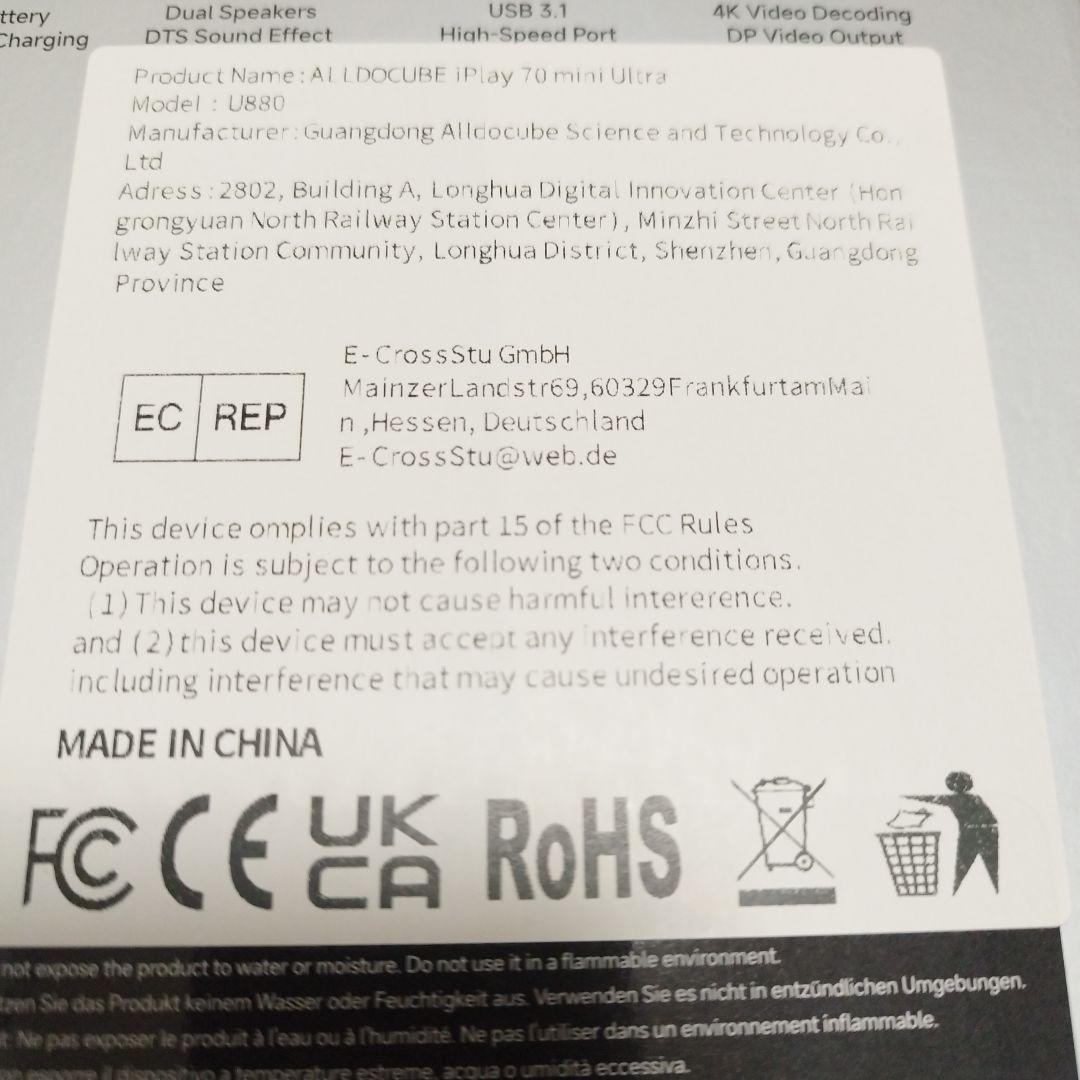 ttery
Charging
Dual Speakers
DTS Sound Effect
USB 3.1
High-Speed Port
4K Video Decoding
DP Video Output
Product Name : ALLDOCUBE iPlay 70 mini Ultra
Model : U880
Manufacturer : Guangdong Alldocube Science and Technology Co.,
Ltd
Adress : 2802, Building A, Longhua Digital Innovation Center (Hon
grongyuan North Railway Station Center), Minzhi Street North Rai
lway Station Community, Longhua District, Shenzhen, Guangdong
Province
EC REP
E-CrossStu GmbH
MainzerLandstr69,60329FrankfurtamMai
n ,Hessen, Deutschland
E-CrossStu@web.de
This device omplies with part 15 of the FCC Rules
Operation is subject to the following two conditions.
(1) This device may not cause harmful intererence.
and (2) this device must accept any interference received.
including interference that may cause undesired operation
MADE IN CHINA
FC CE UK CA RoHS
not expose the product to water or moisture. Do not use it in a flammable environment.
tzen Sie das Produkt keinem Wasser oder Feuchtigkeit aus. Verwenden Sie es nicht in entzündlichen Umgebungen.
t: Ne pas exposer le produit à l'eau ou à l'humidité. Ne pas l'utiliser dans un environnement inflammable.
esporre il dispositivo a temperature estreme, acqua o umidità eccessiva.